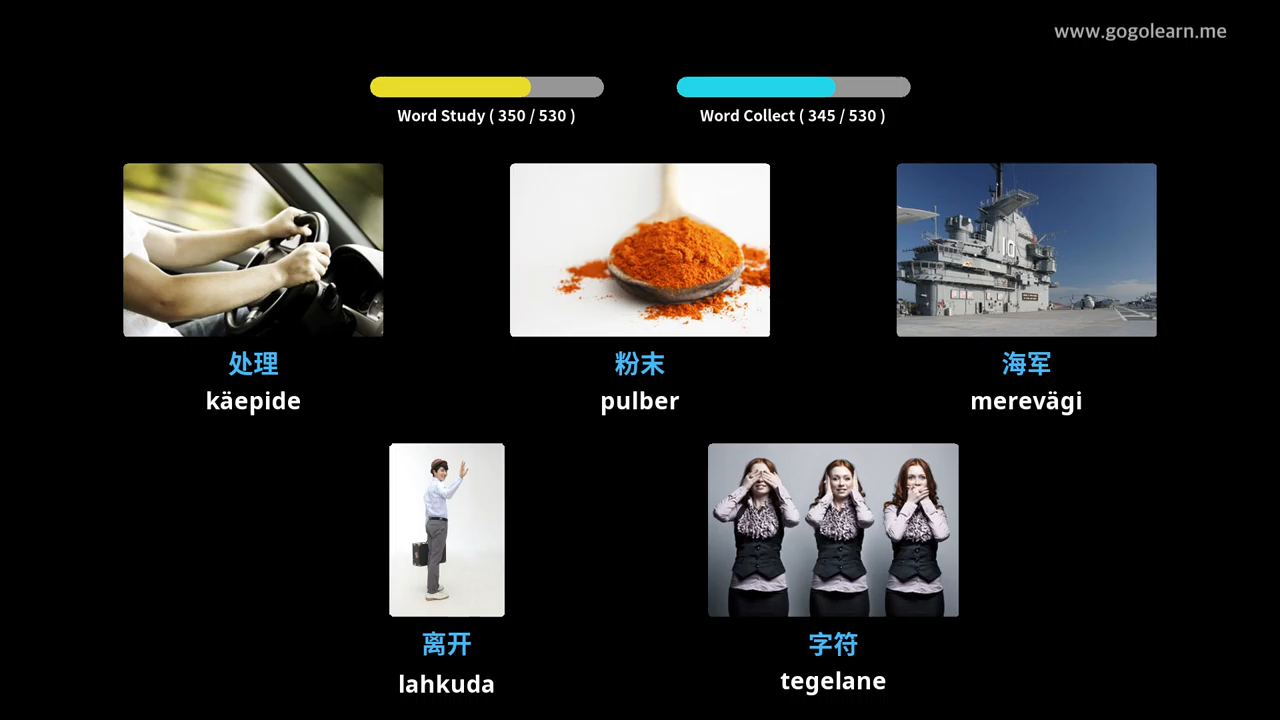 www.gogolearn.me
Word Study ( 350 / 530 )
Word Collect ( 345 / 530 )
10
处理
käepide
粉末
pulber
海军
merevägi
离开
lahkuda
字符
tegelane